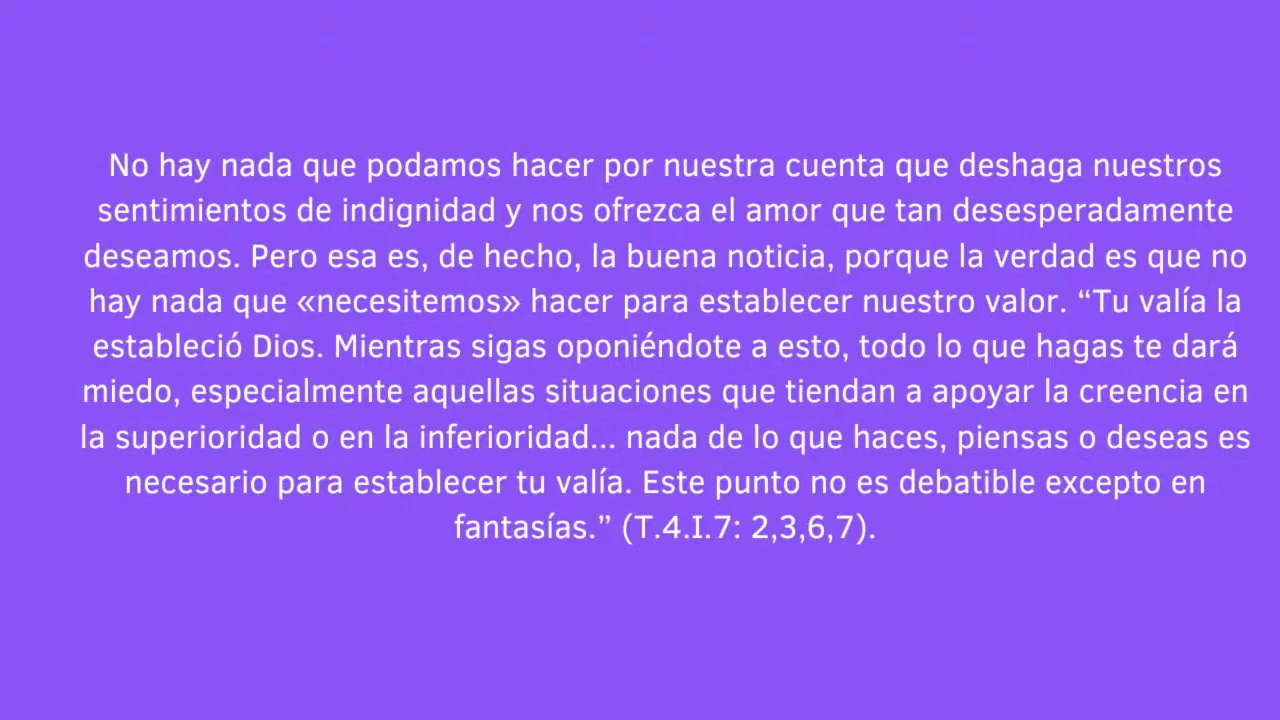 No hay nada que podamos hacer por nuestra cuenta que deshaga nuestros
sentimientos de indignidad y nos ofrezca el amor que tan desesperadamente
deseamos. Pero esa es, de hecho, la buena noticia, porque la verdad es que no
hay nada que «necesitemos» hacer para establecer nuestro valor. “Tu valía la
estableció Dios. Mientras sigas oponiéndote a esto, todo lo que hagas te dará
miedo, especialmente aquellas situaciones que tiendan a apoyar la creencia en
la superioridad o en la inferioridad... nada de lo que haces, piensas o deseas es
necesario para establecer tu valía. Este punto no es debatible excepto en
fantasías.” (T.4.I.7: 2,3,6,7).